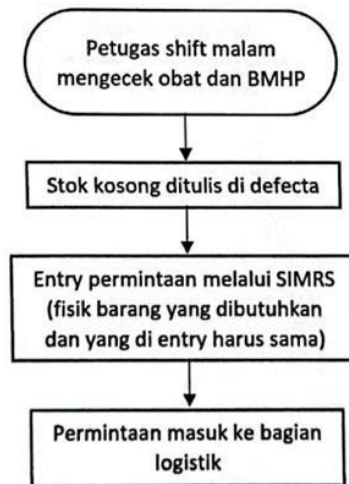 Petugas shift malam
mengecek obat dan BMHP
Stok kosong ditulis di defecta
Entry permintaan melalui SIMRS
(fisik barang yang dibutuhkan
dan yang di entry harus sama)
Permintaan masuk ke bagian
logistik